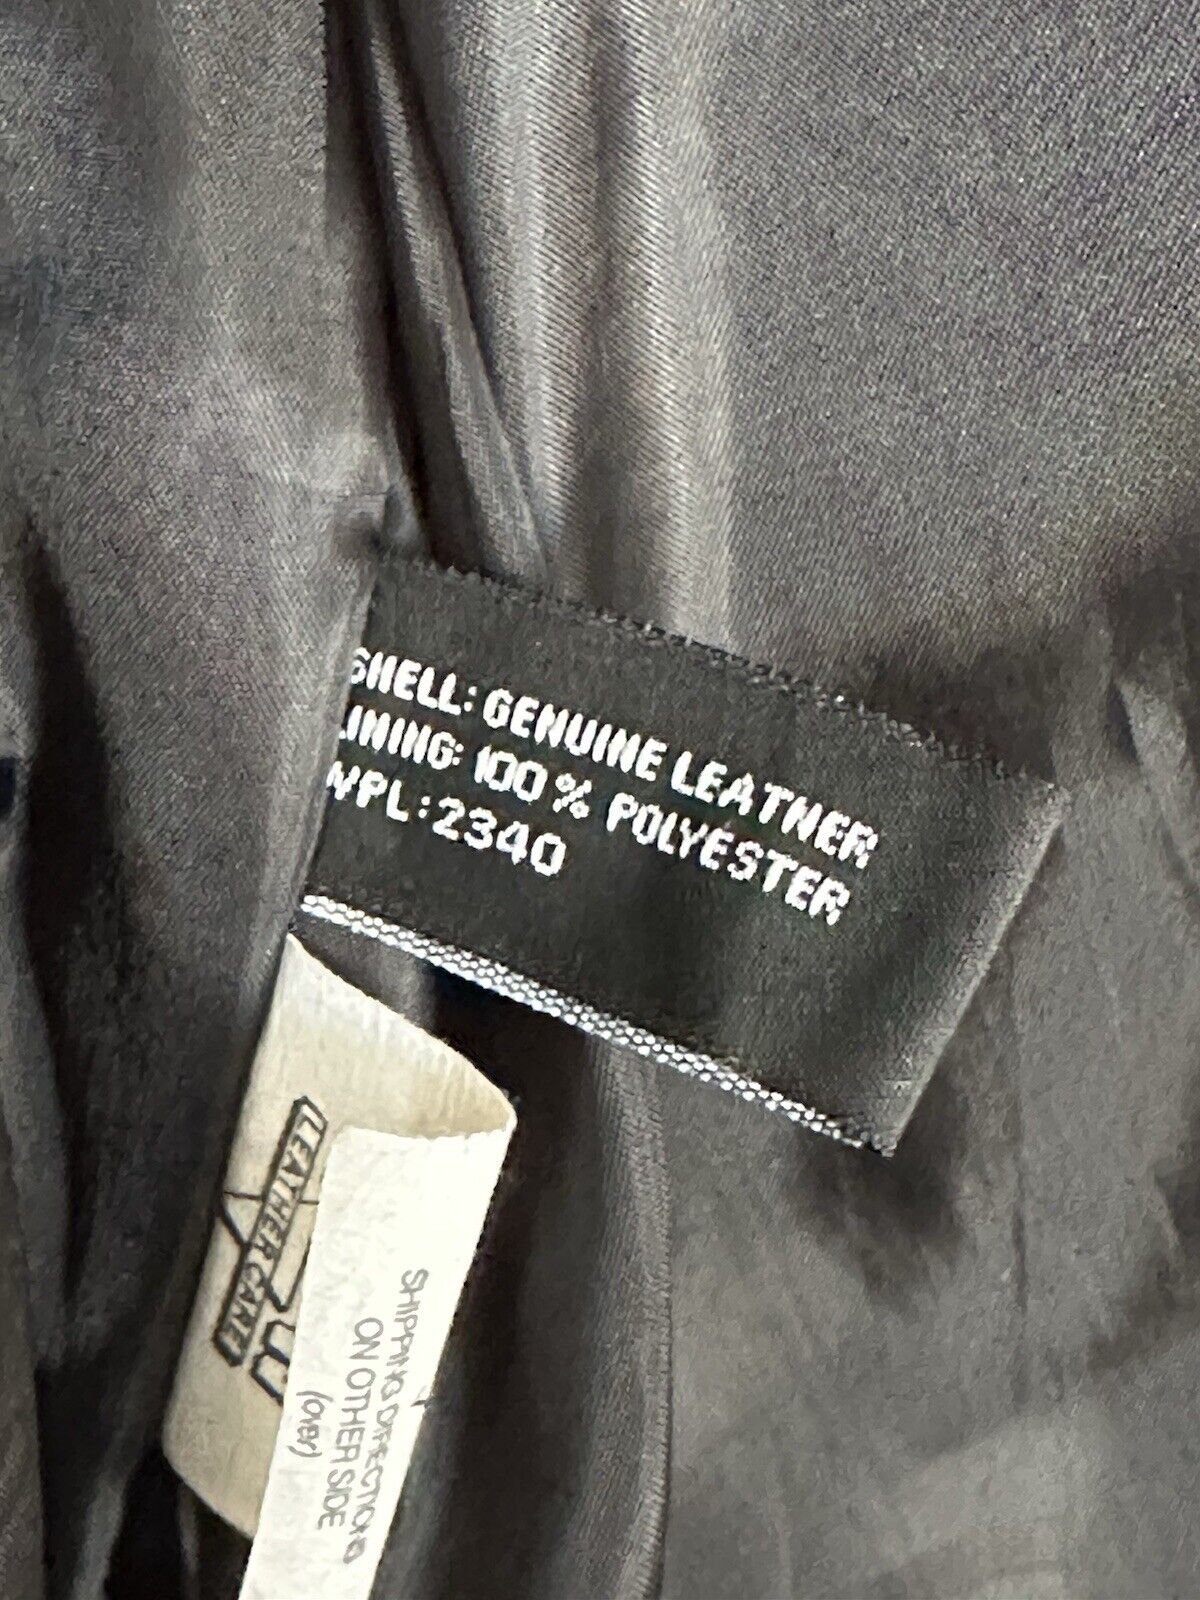 SHELL: GENUINE LEATHER
LINING: 100% POLYESTER
WPL: 2340
LEATHER CARE
SHIPPING DIRECTIONS
ON OTHER SIDE
(over)